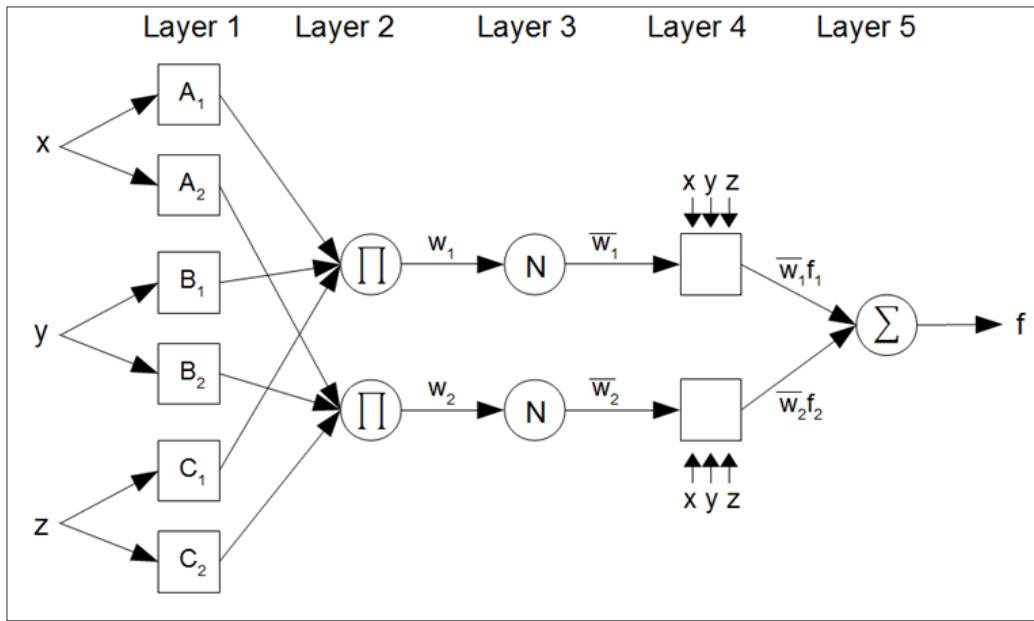 Layer 1 Layer 2 Layer 3 Layer 4 Layer 5
A₁
x
A₂
x y z
B₁
∏ w₁ N w̅₁ w̅₁f₁
y
∑ f
B₂
∏ w₂ N w̅₂ w̅₂f₂
C₁
x y z
z
C₂